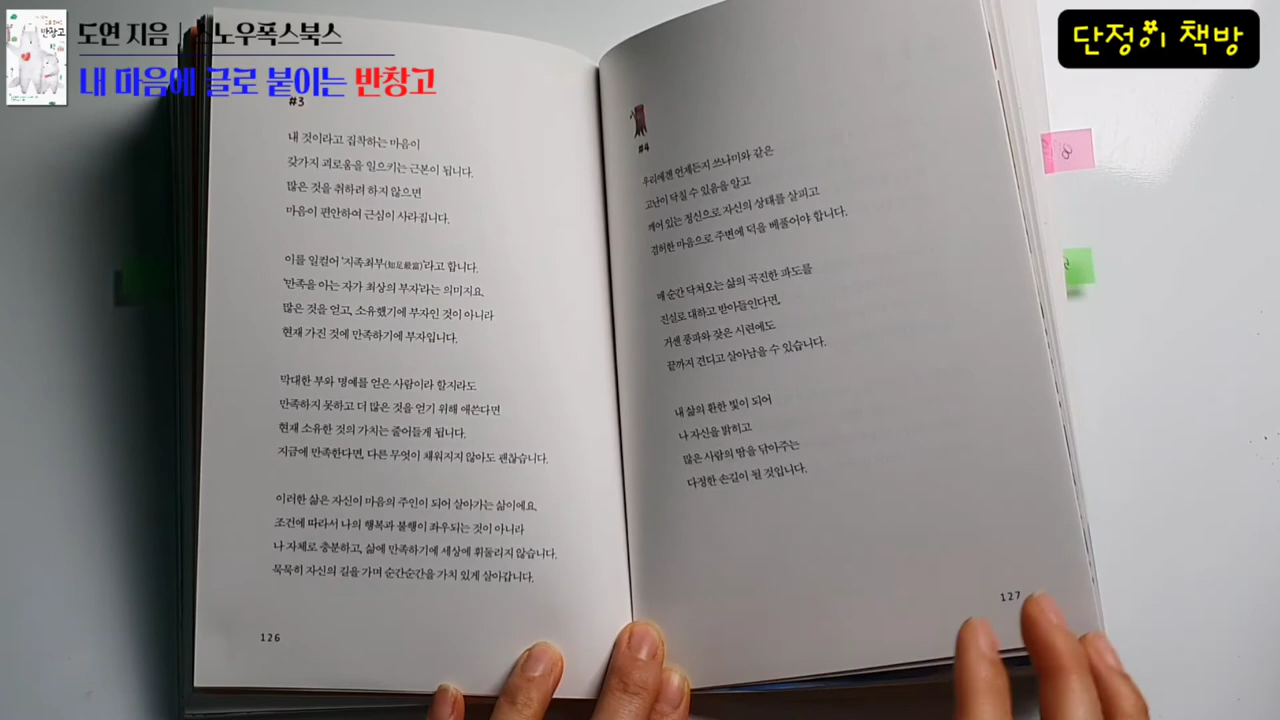 도연 지음 | 스노우폭스북스
내 마음에 글로 붙이는 반창고
반창고
단정이 책방
#3
내 것이라고 집착하는 마음이
갖가지 괴로움을 일으키는 근본이 됩니다.
많은 것을 취하려 하지 않으면
마음이 편안하여 근심이 사라집니다.
이를 일컬어 '지족최부(知足最富)'라고 합니다.
'만족을 아는 자가 최상의 부자'라는 의미지요.
많은 것을 얻고, 소유했기에 부자인 것이 아니라
현재 가진 것에 만족하기에 부자입니다.
막대한 부와 명예를 얻은 사람이라 할지라도
만족하지 못하고 더 많은 것을 얻기 위해 애쓴다면
현재 소유한 것의 가치는 줄어들게 됩니다.
지금에 만족한다면, 다른 무엇이 채워지지 않아도 괜찮습니다.
이러한 삶은 자신이 마음의 주인이 되어 살아가는 삶이에요.
조건에 따라서 나의 행복과 불행이 좌우되는 것이 아니라
나 자체로 충분하고, 삶에 만족하기에 세상에 휘둘리지 않습니다.
묵묵히 자신의 길을 가며 순간순간을 가치 있게 살아갑니다.
126
#4
우리에겐 언제든지 쓰나미와 같은
고난이 닥칠 수 있음을 알고
깨어 있는 정신으로 자신의 상태를 살피고
겸허한 마음으로 주변에 덕을 베풀어야 합니다.
매 순간 닥쳐오는 삶의 곡진한 파도를
진실로 대하고 받아들인다면,
거센 풍파와 잦은 시련에도
끝까지 견디고 살아남을 수 있습니다.
내 삶의 환한 빛이 되어
나 자신을 밝히고
많은 사람의 땀을 닦아주는
다정한 손길이 될 것입니다.
127